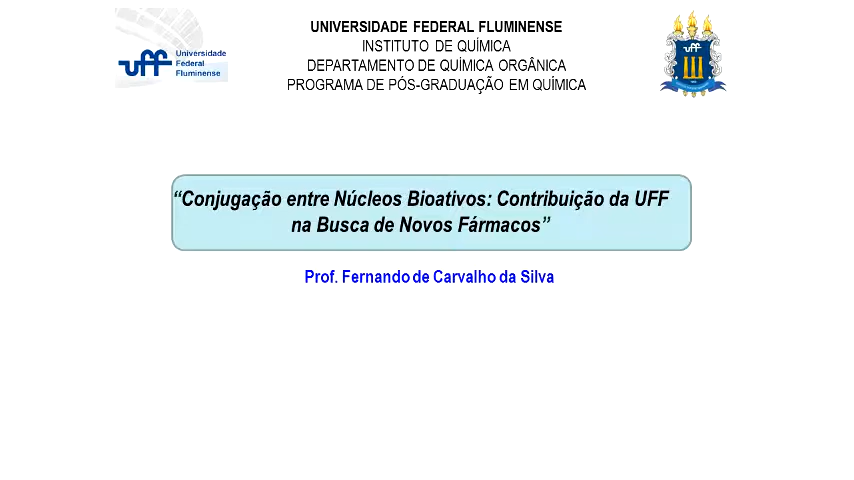 uff Universidade
Federal
Fluminense
UNIVERSIDADE FEDERAL FLUMINENSE
INSTITUTO DE QUÍMICA
DEPARTAMENTO DE QUÍMICA ORGÂNICA
PROGRAMA DE PÓS-GRADUAÇÃO EM QUÍMICA
uff
“Conjugação entre Núcleos Bioativos: Contribuição da UFF
na Busca de Novos Fármacos”
Prof. Fernando de Carvalho da Silva